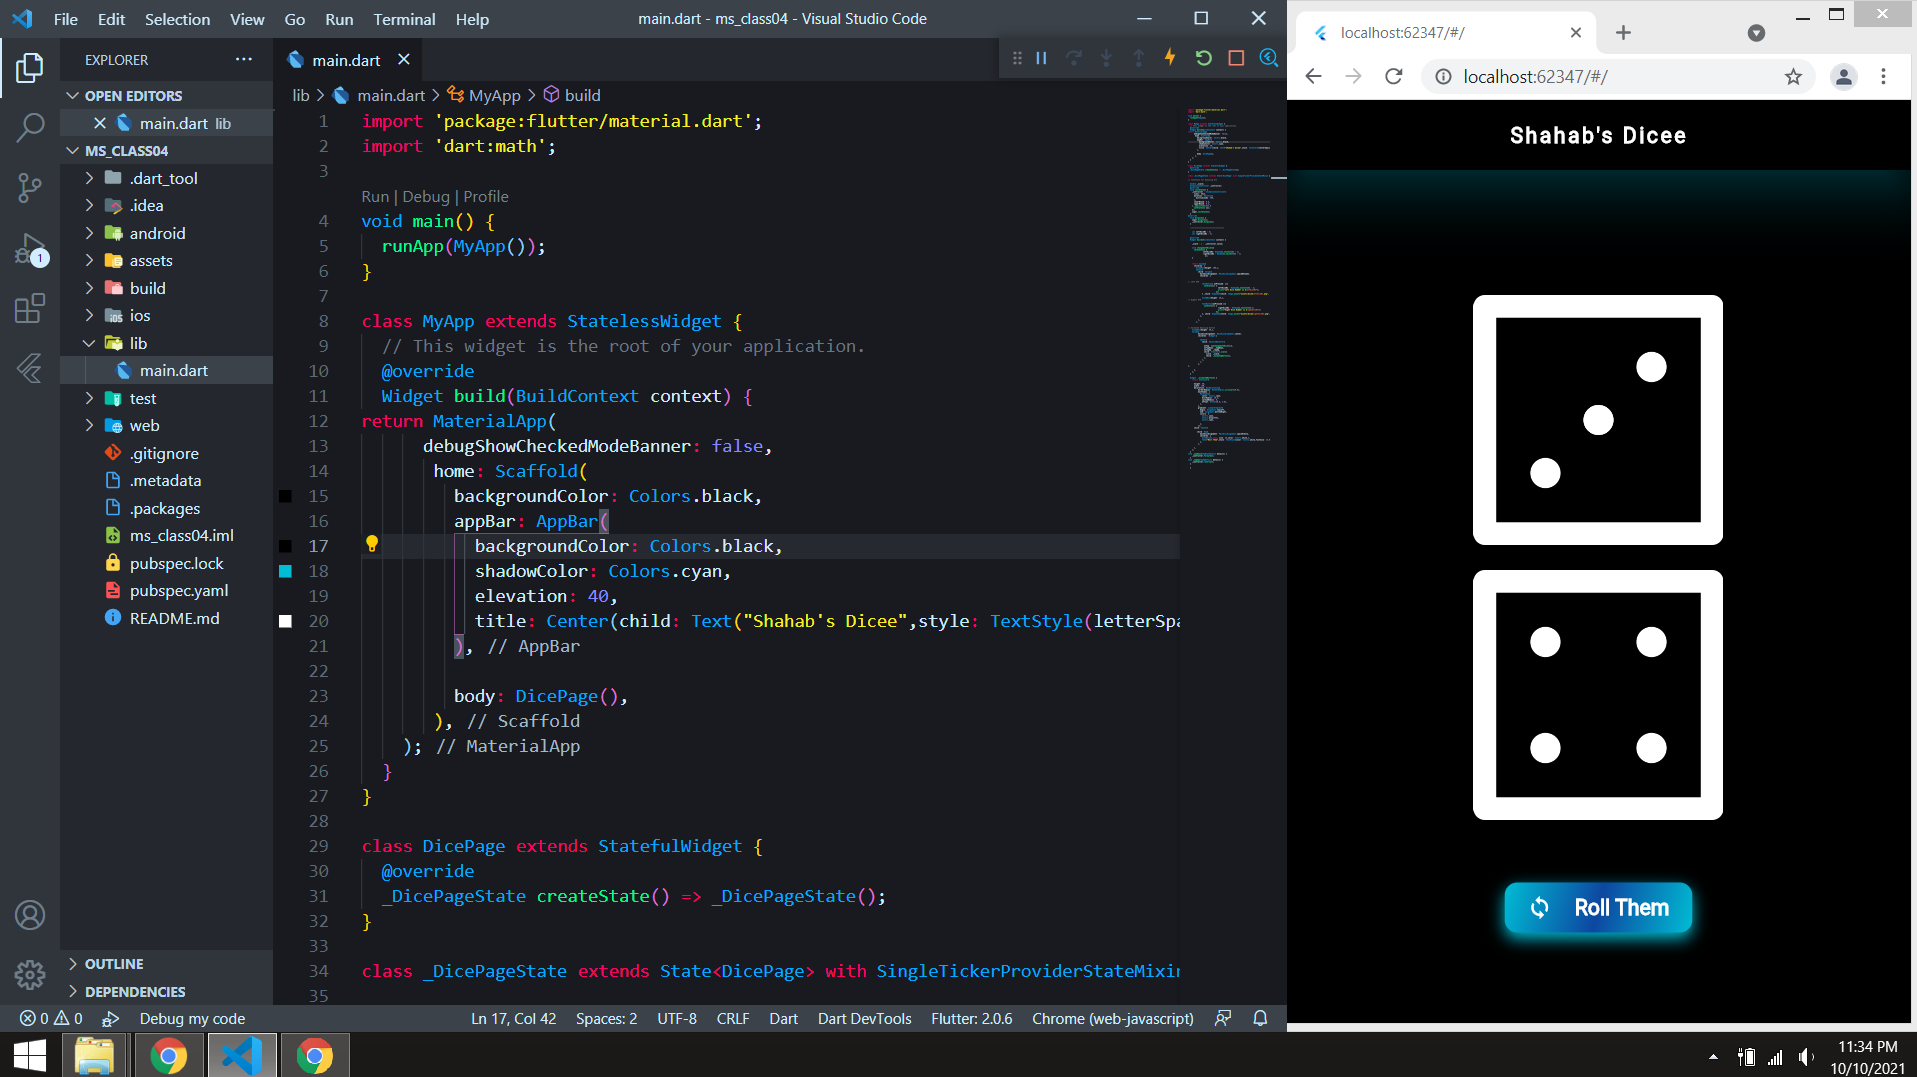 File Edit Selection View Go Run Terminal Help
main.dart - ms_class04 - Visual Studio Code
EXPLORER
OPEN EDITORS
main.dart lib
MS_CLASS04
.dart_tool
.idea
android
assets
build
ios
lib
main.dart
test
web
.gitignore
.metadata
.packages
ms_class04.iml
pubspec.lock
pubspec.yaml
README.md
OUTLINE
DEPENDENCIES
1
main.dart
lib > main.dart > MyApp > build
1 import 'package:flutter/material.dart';
2 import 'dart:math';
3
Run | Debug | Profile
4 void main() {
5 runApp(MyApp());
6 }
7
8 class MyApp extends StatelessWidget {
9 // This widget is the root of your application.
10 @override
11 Widget build(BuildContext context) {
12 return MaterialApp(
13 debugShowCheckedModeBanner: false,
14 home: Scaffold(
15 backgroundColor: Colors.black,
16 appBar: AppBar(
17 backgroundColor: Colors.black,
18 shadowColor: Colors.cyan,
19 elevation: 40,
20 title: Center(child: Text("Shahab's Dicee",style: TextStyle(letterSpa
21 ), // AppBar
22
23 body: DicePage(),
24 ), // Scaffold
25 ); // MaterialApp
26 }
27 }
28
29 class DicePage extends StatefulWidget {
30 @override
31 _DicePageState createState() => _DicePageState();
32 }
33
34 class _DicePageState extends State<DicePage> with SingleTickerProviderStateMixin
35
0 0 Debug my code
Ln 17, Col 42 Spaces: 2 UTF-8 CRLF Dart Dart DevTools Flutter: 2.0.6 Chrome (web-javascript)
localhost:62347/#/
localhost:62347/#/
Shahab's Dicee
Roll Them
11:34 PM
10/10/2021